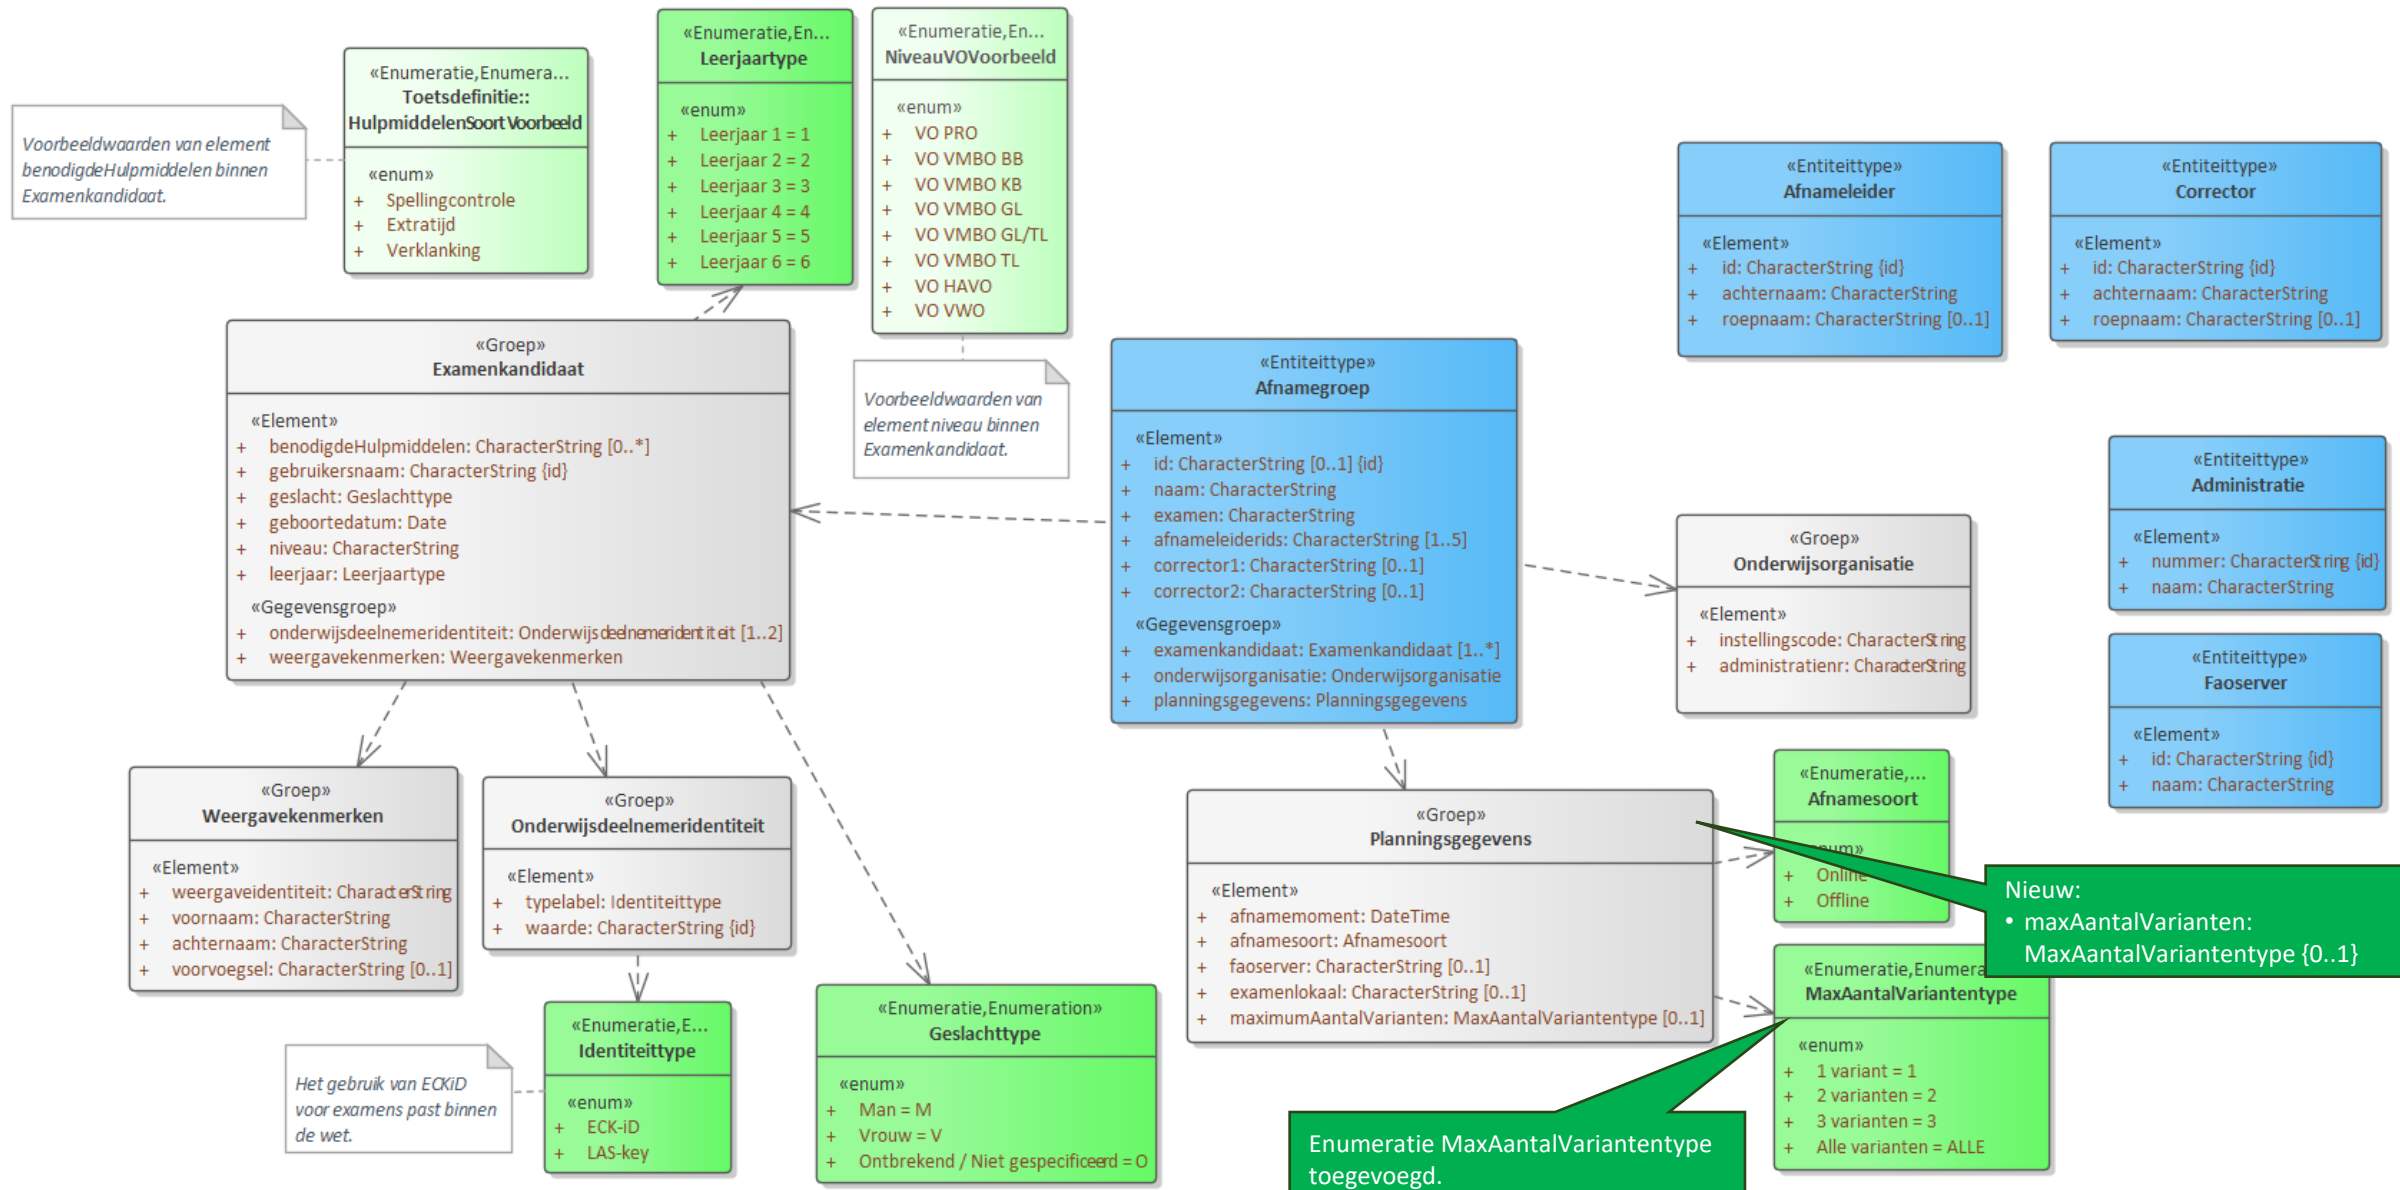 Voorbeeldwaarden van element
benodigdeHulpmiddelen binnen
Examenkandidaat.
«Enumeratie,Enumera...
Toetsdefinitie::
HulpmiddelenSoortVoorbeeld
«enum»
+ Spellingcontrole
+ Extratijd
+ Verklanking
«Enumeratie,En...
Leerjaartype
«enum»
+ Leerjaar 1 = 1
+ Leerjaar 2 = 2
+ Leerjaar 3 = 3
+ Leerjaar 4 = 4
+ Leerjaar 5 = 5
+ Leerjaar 6 = 6
«Enumeratie,En...
NiveauVOVoorbeeld
«enum»
+ VO PRO
+ VO VMBO BB
+ VO VMBO KB
+ VO VMBO GL
+ VO VMBO GL/TL
+ VO VMBO TL
+ VO HAVO
+ VO VWO
Voorbeeldwaarden van
element niveau binnen
Examenkandidaat.
«Entiteittype»
Afnameleider
«Element»
+ id: CharacterString {id}
+ achternaam: CharacterString
+ roepnaam: CharacterString [0..1]
«Entiteittype»
Corrector
«Element»
+ id: CharacterString {id}
+ achternaam: CharacterString
+ roepnaam: CharacterString [0..1]
«Groep»
Examenkandidaat
«Element»
+ benodigdeHulpmiddelen: CharacterString [0..*]
+ gebruikersnaam: CharacterString {id}
+ geslacht: Geslachttype
+ geboortedatum: Date
+ niveau: CharacterString
+ leerjaar: Leerjaartype
«Gegevensgroep»
+ onderwijsdeelnemeridentiteit: Onderwijsdeelnemeridentiteit [1..2]
+ weergavekenmerken: Weergavekenmerken
«Entiteittype»
Afnamegroep
«Element»
+ id: CharacterString [0..1] {id}
+ naam: CharacterString
+ examen: CharacterString
+ afnameleiderids: CharacterString [1..5]
+ corrector1: CharacterString [0..1]
+ corrector2: CharacterString [0..1]
«Gegevensgroep»
+ examenkandidaat: Examenkandidaat [1..*]
+ onderwijsorganisatie: Onderwijsorganisatie
+ planningsgegevens: Planningsgegevens
«Groep»
Onderwijsorganisatie
«Element»
+ instellingscode: CharacterString
+ administratienr: CharacterString
«Entiteittype»
Administratie
«Element»
+ nummer: CharacterString {id}
+ naam: CharacterString
«Entiteittype»
Faoserver
«Element»
+ id: CharacterString {id}
+ naam: CharacterString
«Groep»
Weergavekenmerken
«Element»
+ weergaveidentiteit: CharacterString
+ voornaam: CharacterString
+ achternaam: CharacterString
+ voorvoegsel: CharacterString [0..1]
«Groep»
Onderwijsdeelnemeridentiteit
«Element»
+ typelabel: Identiteittype
+ waarde: CharacterString {id}
«Groep»
Planningsgegevens
«Element»
+ afnamemoment: DateTime
+ afnamesoort: Afnamesoort
+ faoserver: CharacterString [0..1]
+ examenlokaal: CharacterString [0..1]
+ maximumAantalVarianten: MaxAantalVariantentype [0..1]
«Enumeratie,...
Afnamesoort
+ Online
+ Offline
Nieuw:
• maxAantalVarianten:
MaxAantalVariantentype {0..1}
«Enumeratie,Enumera
MaxAantalVariantentype
«enum»
+ 1 variant = 1
+ 2 varianten = 2
+ 3 varianten = 3
+ Alle varianten = ALLE
Het gebruik van ECKiD
voor examens past binnen
de wet.
«Enumeratie,E...
Identiteittype
«enum»
+ ECK-iD
+ LAS-key
«Enumeratie,Enumeration»
Geslachttype
«enum»
+ Man = M
+ Vrouw = V
+ Ontbrekend / Niet gespecificeerd = O
Enumeratie MaxAantalVariantentype
toegevoegd.